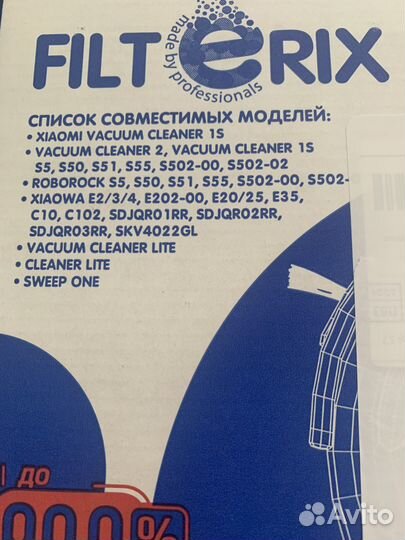 FILTERIX
made by professionals
СПИСОК СОВМЕСТИМЫХ МОДЕЛЕЙ:
• XIAOMI VACUUM CLEANER 1S
• VACUUM CLEANER 2, VACUUM CLEANER 1S
S5, S50, S51, S55, S502-00, S502-02
• ROBOROCK S5, S50, S51, S55, S502-00, S502-
• XIAOWA E2/3/4, E202-00, E20/25, E35,
C10, C102, SDJQR01RR, SDJQR02RR,
SDJQR03RR, SKV4022GL
• VACUUM CLEANER LITE
• CLEANER LITE
• SWEEP ONE
ДО
%
Avito